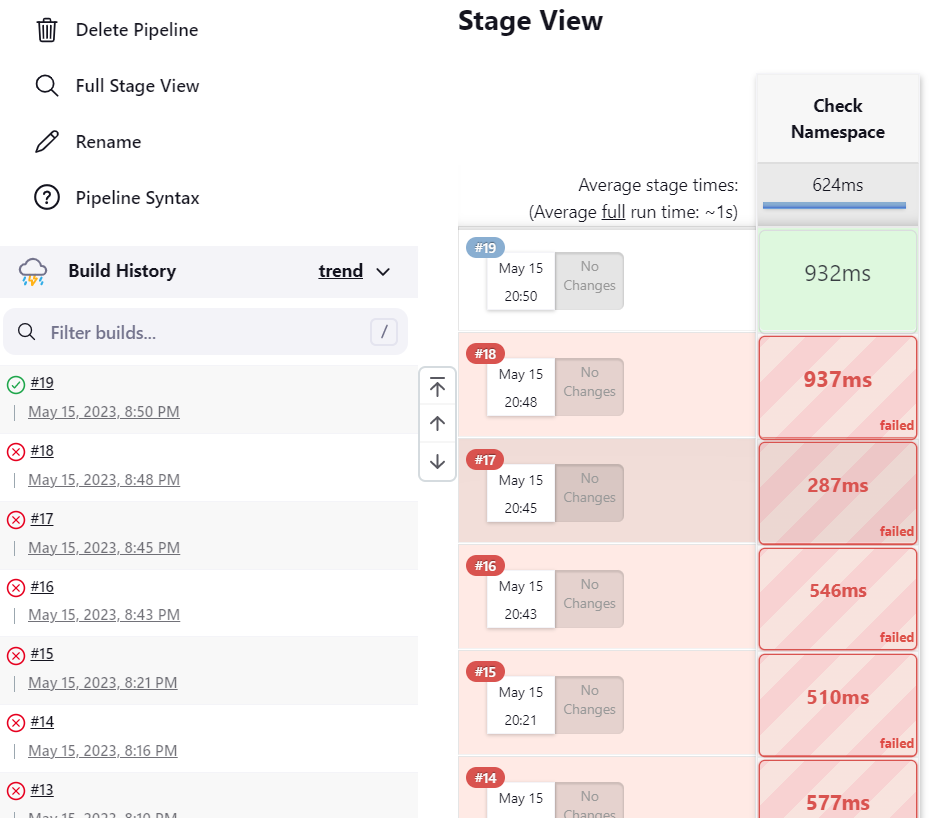 Delete Pipeline
Full Stage View
Rename
Pipeline Syntax
Build History
trend
Filter builds...
/
#19
May 15, 2023, 8:50 PM
#18
May 15, 2023, 8:48 PM
#17
May 15, 2023, 8:45 PM
#16
May 15, 2023, 8:43 PM
#15
May 15, 2023, 8:21 PM
#14
May 15, 2023, 8:16 PM
#13
Stage View
Check
Namespace
Average stage times:
(Average full run time: ~1s)
624ms
#19
May 15
20:50
No
Changes
932ms
#18
May 15
20:48
No
Changes
937ms
failed
#17
May 15
20:45
No
Changes
287ms
failed
#16
May 15
20:43
No
Changes
546ms
failed
#15
May 15
20:21
No
Changes
510ms
failed
#14
May 15
No
Changes
577ms